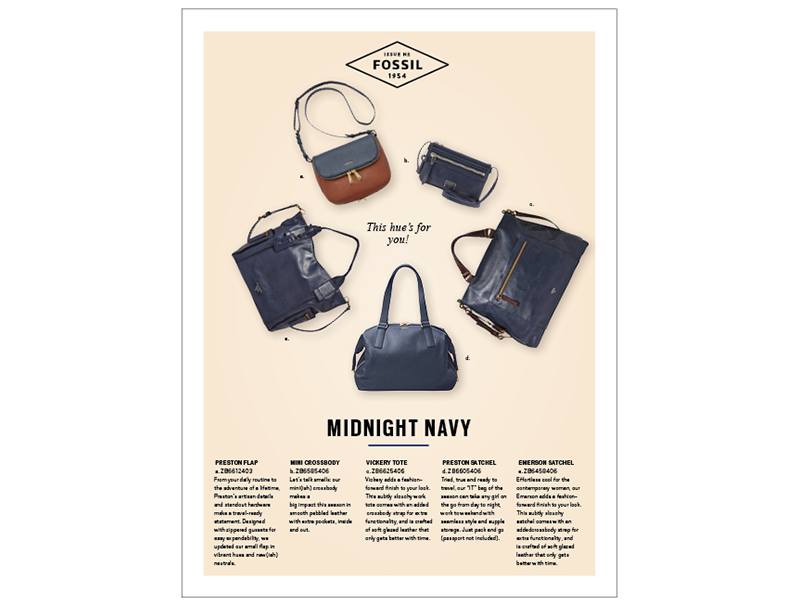 ISSUE Nº
FOSSIL
1954
a.
b.
c.
This hue's for
you!
e.
d.
MIDNIGHT NAVY
PRESTON FLAP
a.ZB6612403
From your daily routine to
the adventure of a lifetime,
Preston's artisan details
and standout hardware
make a travel-ready
statement. Designed
with zippered gussets for
easy expendability, we
updated our small flap in
vibrant hues and new(ish)
neutrals.
MINI CROSSBODY
b.ZB6585406
Let's talk smalls: our
mini(ish) crossbody
makes a
big impact this season in
smooth pebbled leather
with extra pockets, inside
and out.
VICKERY TOTE
c.ZB6625406
Vickey adds a fashion-
forward finish to your look.
This subtly slouchy work
tote comes with an added
crossbody strap for extra
functionality, and is crafted
of soft glazed leather that
only gets better with time.
PRESTON SATCHEL
d.ZB6605406
Tried, true and ready to
travel, our "IT" bag of the
season can take any girl on
the go from day to night,
work to weekend with
seamless style and supple
storage. Just pack and go
(passport not included).
EMERSON SATCHEL
e.ZB6458406
Effortless cool for the
contemporary women, our
Emerson adds a fashion-
forward finish to your look.
This subtly slouchy
satchel comes with an
addedcrossbody strap for
extra functionality, and
is crafted of soft glazed
leather that only gets
better with time.